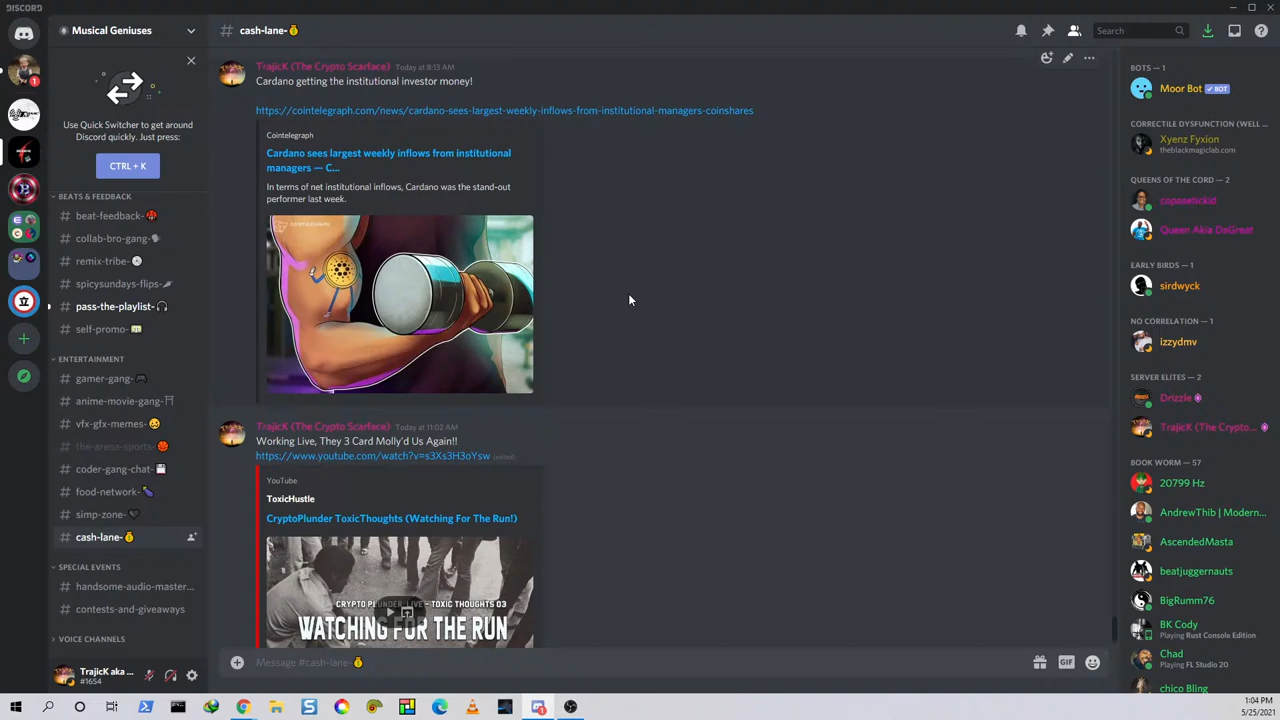 DISCORD
Musical Geniuses
cash-lane-💰
Search
Use Quick Switcher to get around
Discord quickly. Just press:
CTRL + K
BEATS & FEEDBACK
beat-feedback-
collab-bro-gang-
remix-tribe-
spicysundays-flips-
pass-the-playlist-
self-promo-
ENTERTAINMENT
gamer-gang-
anime-movie-gang-
vfx-gfx-memes-
the-arena-sports-
coder-gang-chat-
food-network-
simp-zone-
cash-lane-💰
SPECIAL EVENTS
handsome-audio-master...
contests-and-giveaways
VOICE CHANNELS
TrajicK aka ...
#1654
TrajicK (The Crypto Scarface) Today at 8:13 AM
Cardano getting the institutional investor money!
https://cointelegraph.com/news/cardano-sees-largest-weekly-inflows-from-institutional-managers-coinshares
Cointelegraph
Cardano sees largest weekly inflows from institutional
managers — C...
In terms of net institutional inflows, Cardano was the stand-out
performer last week.
COINTELEGRAPH
TrajicK (The Crypto Scarface) Today at 11:02 AM
Working Live, They 3 Card Molly'd Us Again!!
https://www.youtube.com/watch?v=s3Xs3H3oYsw (edited)
YouTube
ToxicHustle
CryptoPlunder ToxicThoughts (Watching For The Run!)
CRYPTO PLUNDER LIVE – TOXIC THOUGHTS 03
WATCHING FOR THE RUN
Message #cash-lane-💰
GIF
BOTS — 1
Moor Bot ✓ BOT
CORRECTILE DYSFUNCTION (WELL ...
Xyenz Fyxion
theblackmagiclab.com
QUEENS OF THE CORD — 2
copasetickid
Queen Akia DaGreat
EARLY BIRDS — 1
sirdwyck
NO CORRELATION — 1
izzydmv
SERVER ELITES — 2
Drizzle
TrajicK (The Crypto...
BOOK WORM — 57
20799 Hz
AndrewThib | Modern...
AscendedMasta
beatjuggernauts
BigRumm76
BK Cody
Playing Rust Console Edition
Chad
Playing FL Studio 20
chico Bling
1:04 PM
5/25/2021